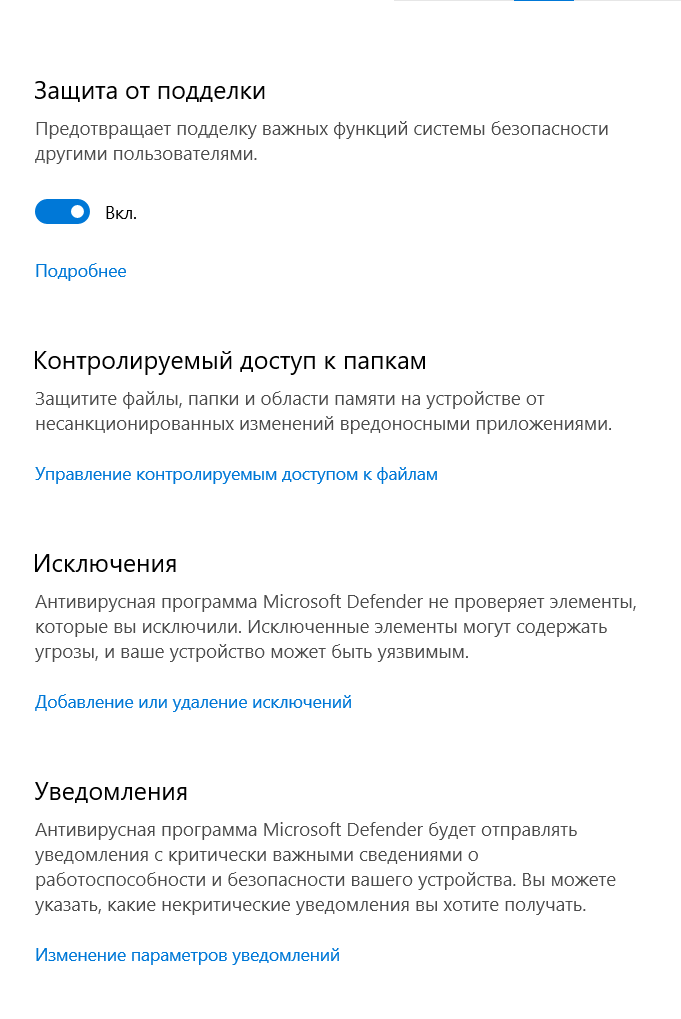 Защита от подделки
Предотвращает подделку важных функций системы безопасности
другими пользователями.
Вкл.
Подробнее
Контролируемый доступ к папкам
Защитите файлы, папки и области памяти на устройстве от
несанкционированных изменений вредоносными приложениями.
Управление контролируемым доступом к файлам
Исключения
Антивирусная программа Microsoft Defender не проверяет элементы,
которые вы исключили. Исключенные элементы могут содержать
угрозы, и ваше устройство может быть уязвимым.
Добавление или удаление исключений
Уведомления
Антивирусная программа Microsoft Defender будет отправлять
уведомления с критически важными сведениями о
работоспособности и безопасности вашего устройства. Вы можете
указать, какие некритические уведомления вы хотите получать.
Изменение параметров уведомлений